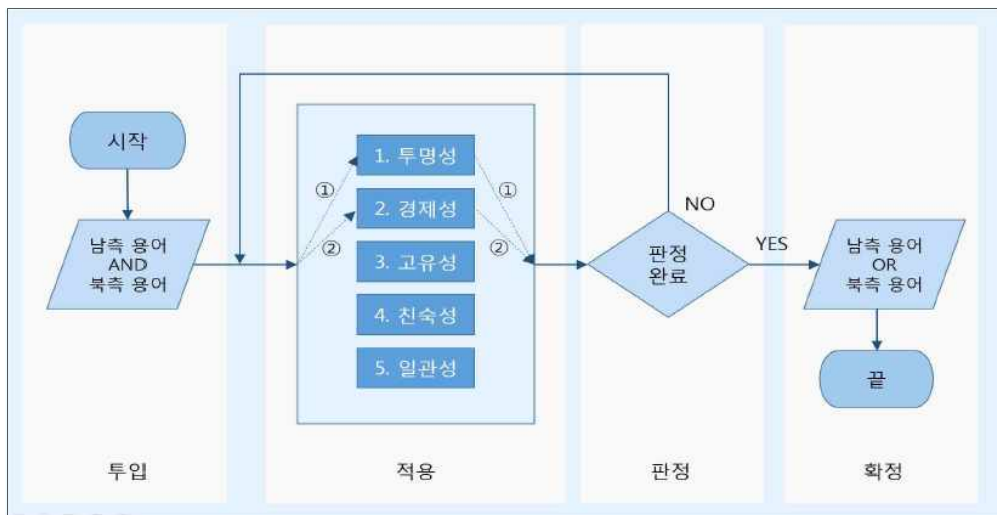 시작
남측 용어
AND
북측 용어
1. 투명성
2. 경제성
3. 고유성
4. 친숙성
5. 일관성
①
②
①
②
판정
완료
NO
YES
남측 용어
OR
북측 용어
끝
투입
적용
판정
확정